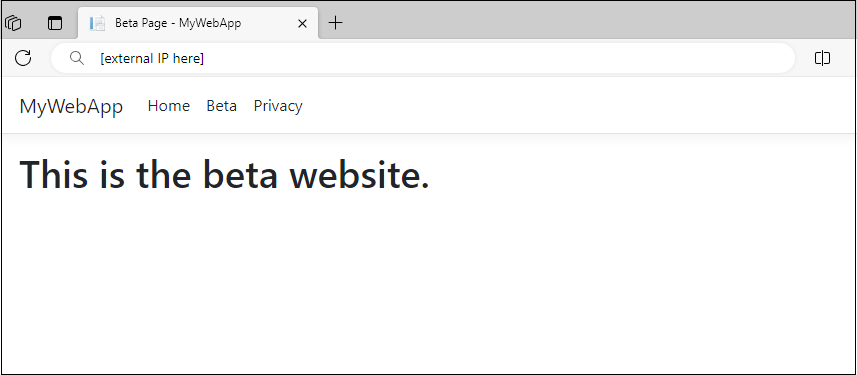 Beta Page - MyWebApp
[external IP here]
MyWebApp Home Beta Privacy
This is the beta website.